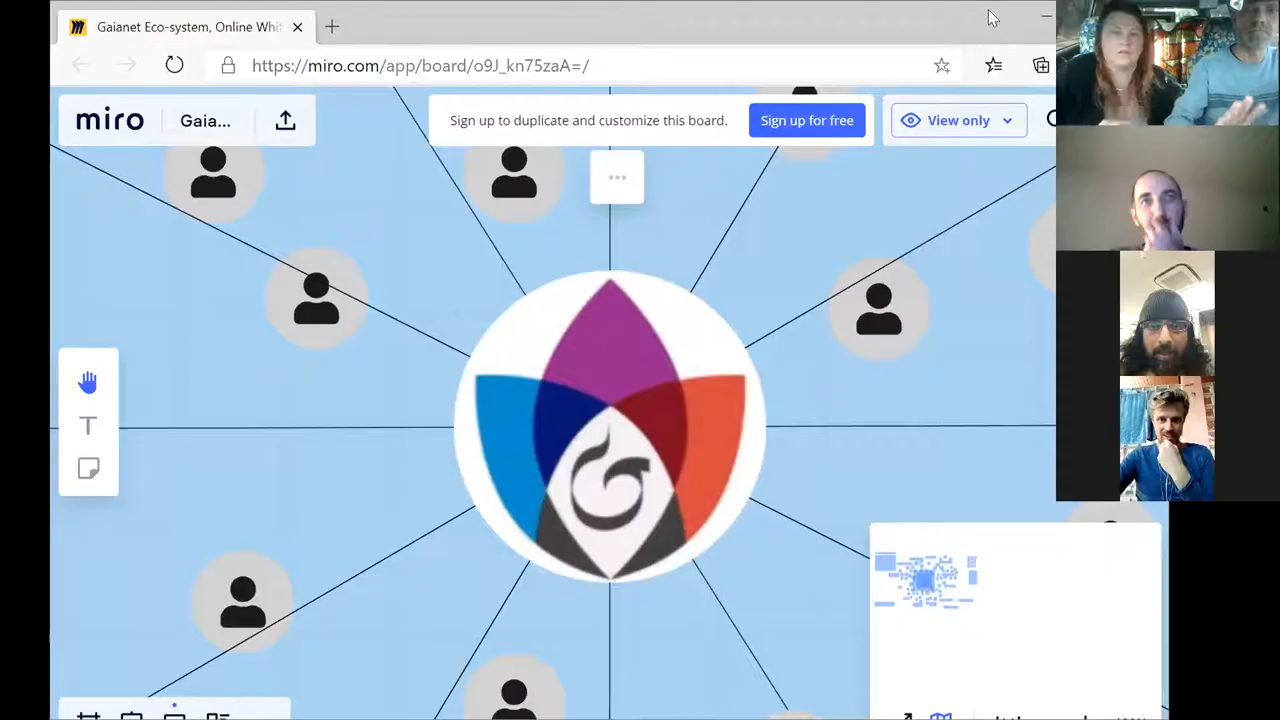 Gaianet Eco-system, Online Whit
https://miro.com/app/board/o9J_kn75zaA=/
miro
Gaia...
Sign up to duplicate and customize this board.
Sign up for free
View only
T
G